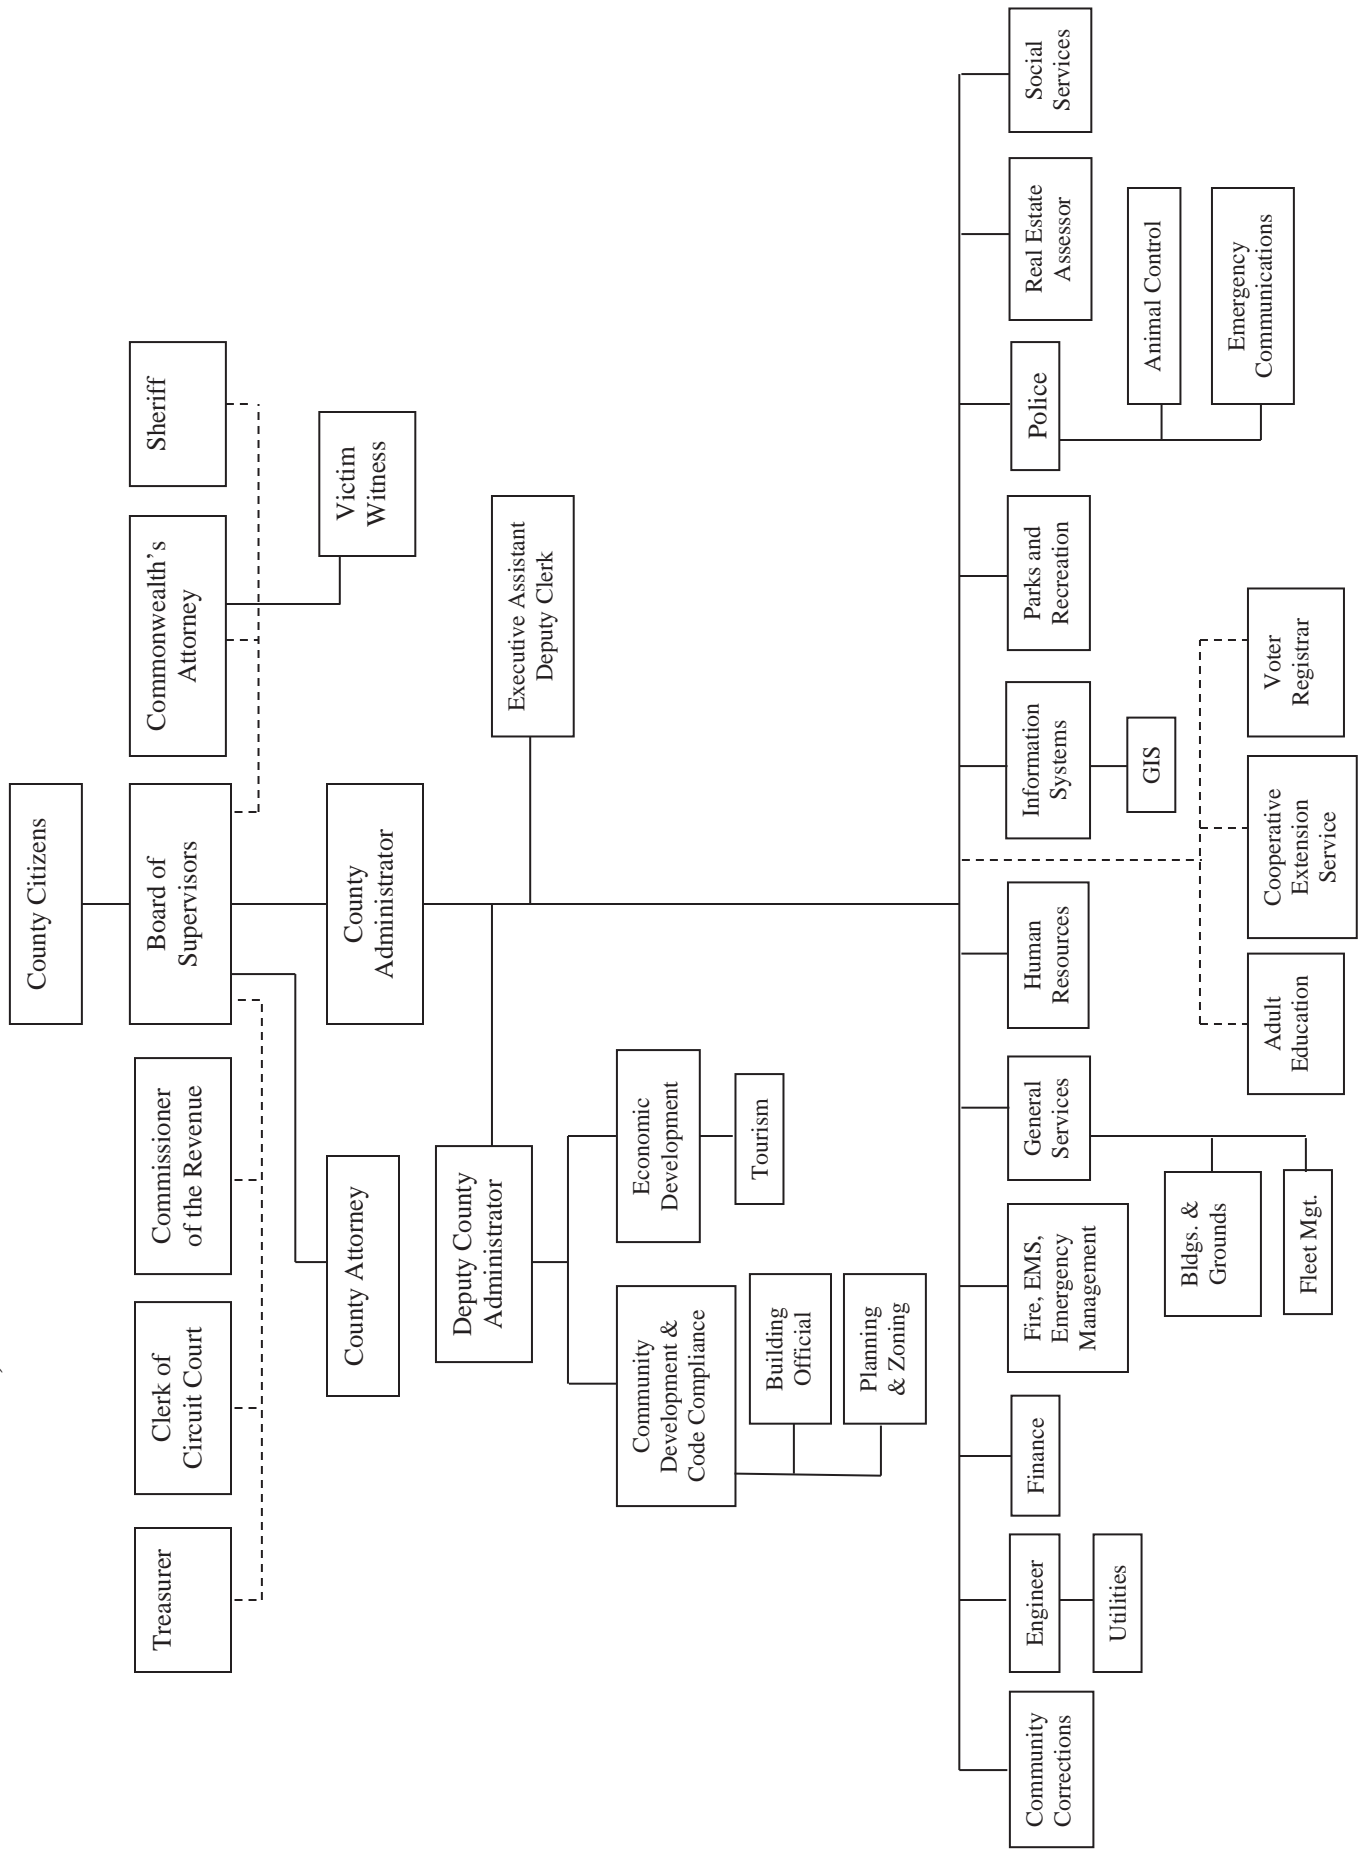 County Citizens
Treasurer
Clerk of
Circuit Court
Commissioner
of the Revenue
Board of
Supervisors
Commonwealth's
Attorney
Sheriff
Victim
Witness
County Attorney
County
Administrator
Executive Assistant
Deputy Clerk
Deputy County
Administrator
Community
Development &
Code Compliance
Economic
Development
Building
Official
Planning
& Zoning
Tourism
Community
Corrections
Engineer
Finance
Fire, EMS,
Emergency
Management
General
Services
Human
Resources
Information
Systems
Parks and
Recreation
Police
Real Estate
Assessor
Social
Services
Utilities
Bldgs. &
Grounds
Fleet Mgt.
GIS
Animal Control
Emergency
Communications
Adult
Education
Cooperative
Extension
Service
Voter
Registrar